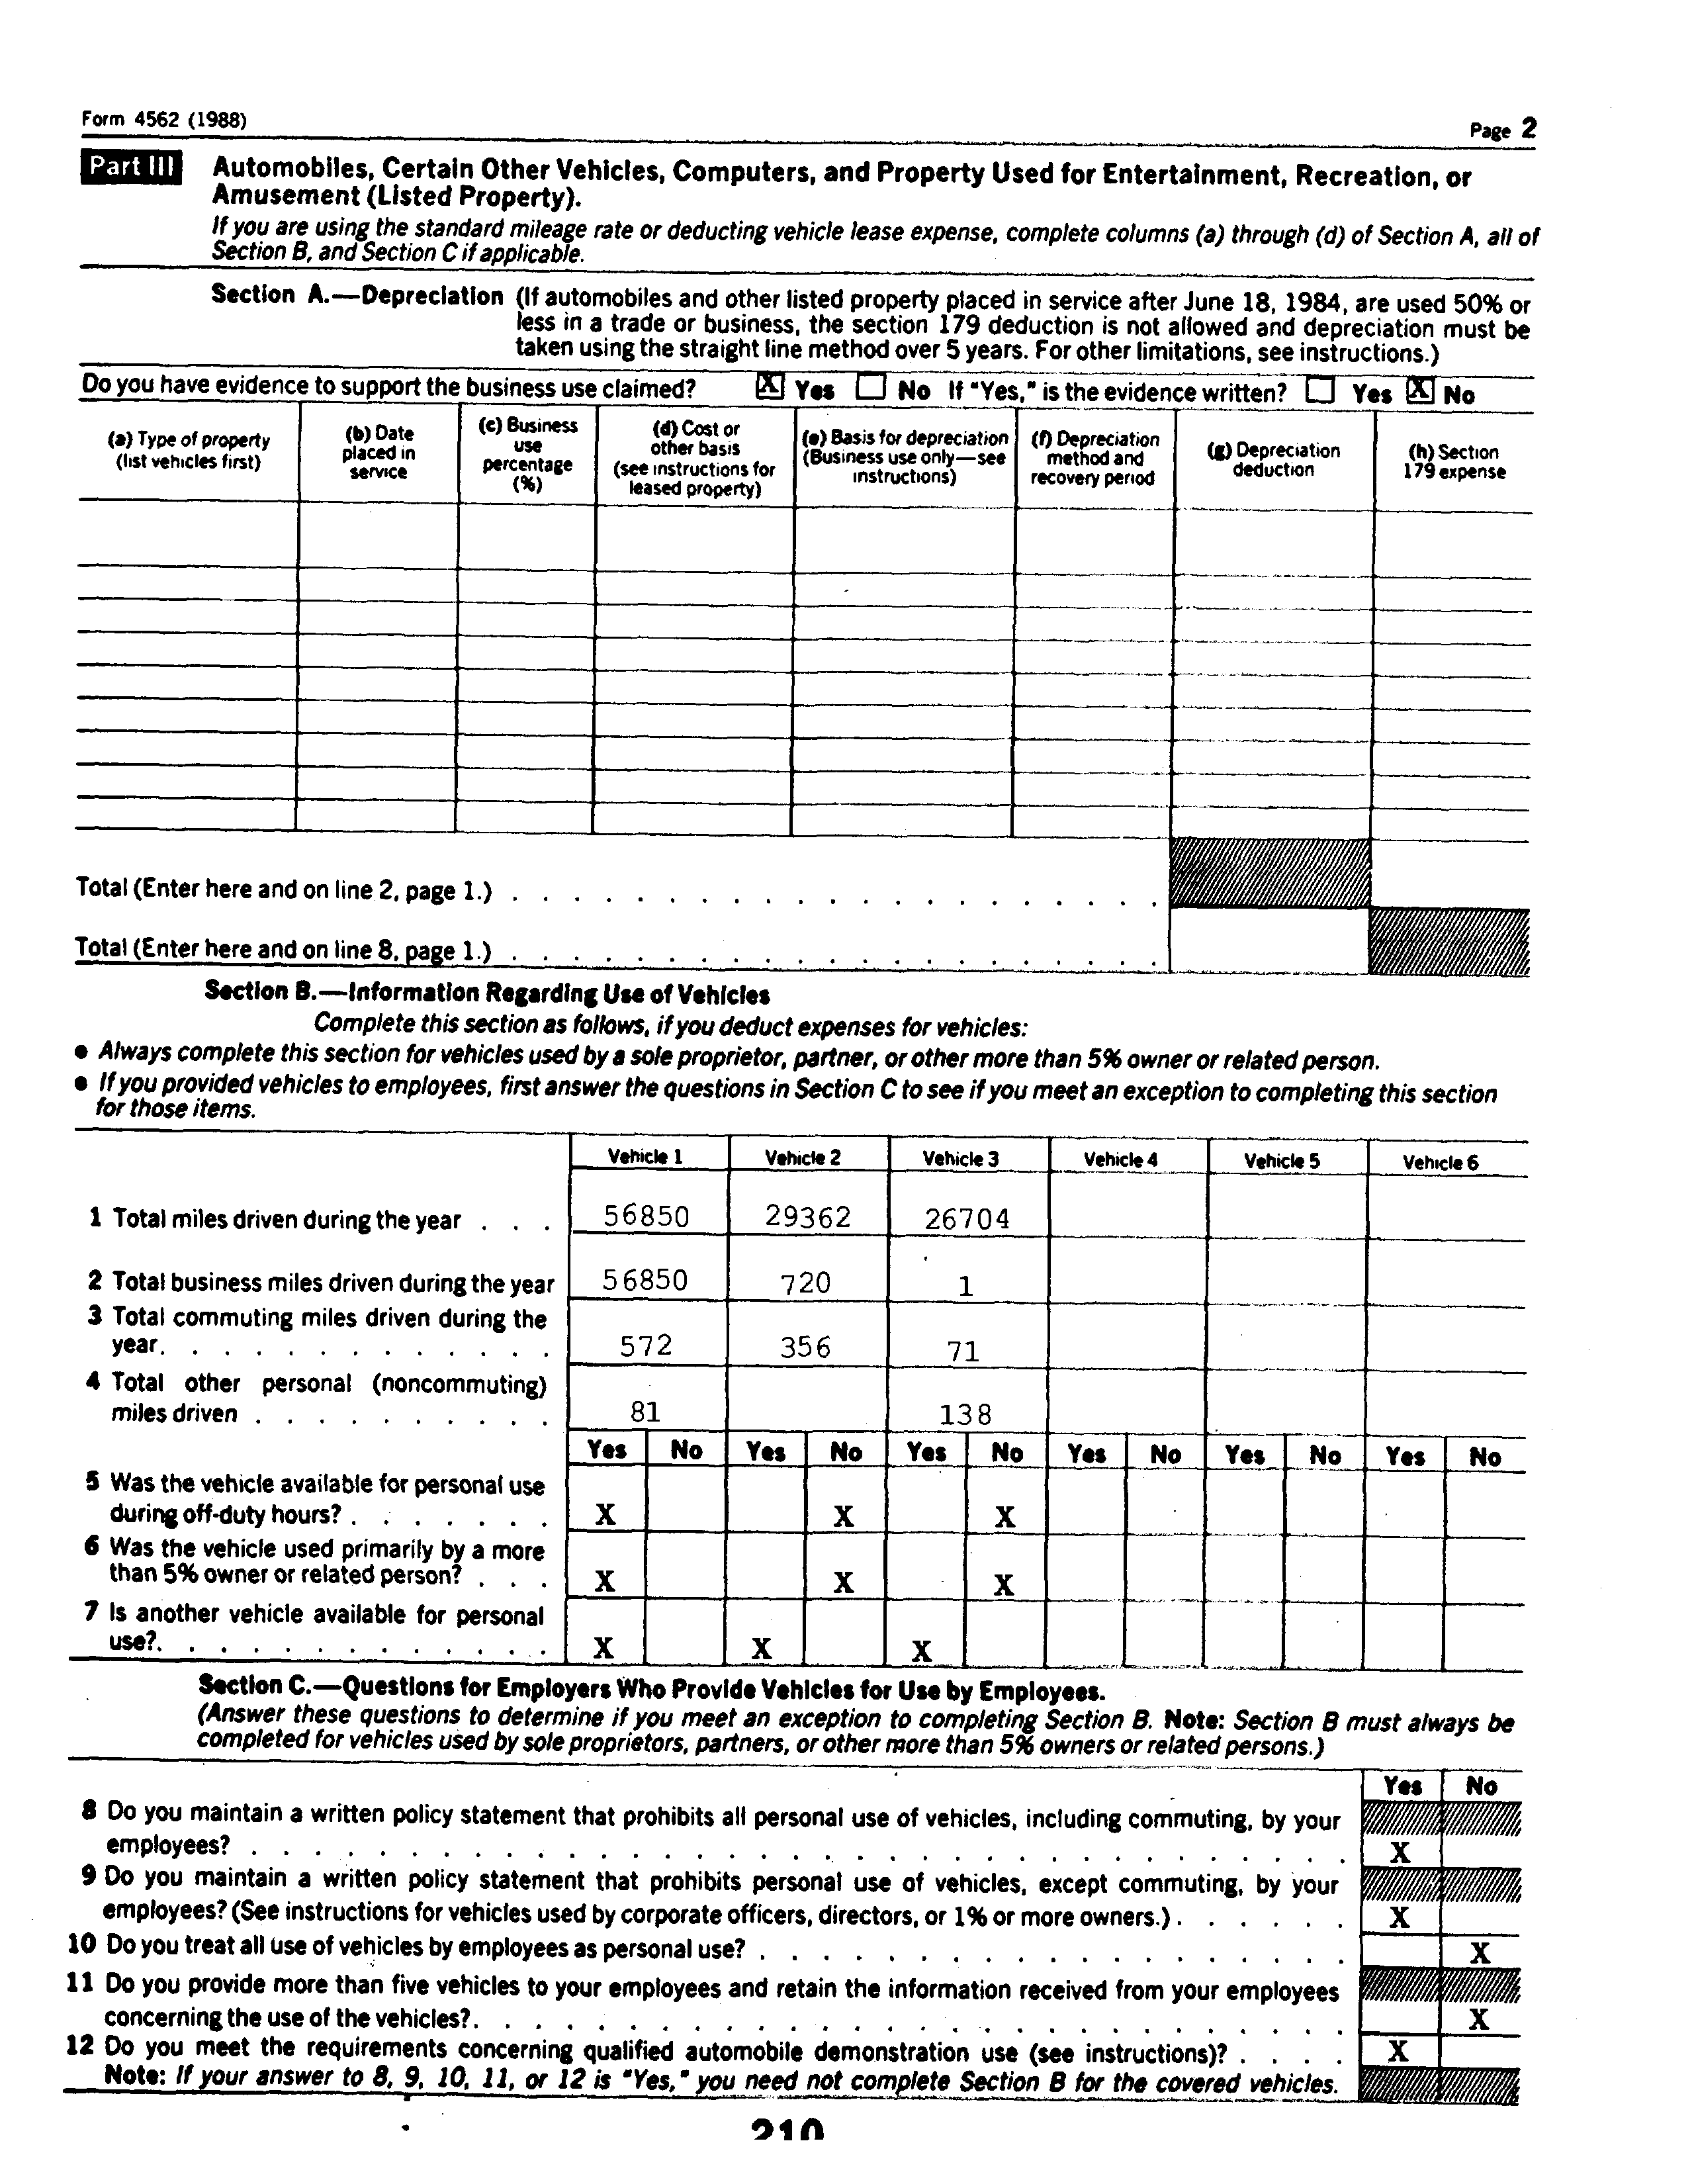 Form 4562 (1988)
Page 2
Part III Automobiles, Certain Other Vehicles, Computers, and Property Used for Entertainment, Recreation, or
Amusement (Listed Property).
If you are using the standard mileage rate or deducting vehicle lease expense, complete columns (a) through (d) of Section A, all of
Section B, and Section C if applicable.
Section A.—Depreciation (If automobiles and other listed property placed in service after June 18, 1984, are used 50% or
less in a trade or business, the section 179 deduction is not allowed and depreciation must be
taken using the straight line method over 5 years. For other limitations, see instructions.)
Do you have evidence to support the business use claimed? X Yes No If "Yes," is the evidence written? Yes X No
(a) Type of property
(list vehicles first)
(b) Date
placed in
service
(c) Business
use
percentage
(%)
(d) Cost or
other basis
(see instructions for
leased property)
(e) Basis for depreciation
(Business use only—see
instructions)
(f) Depreciation
method and
recovery period
(g) Depreciation
deduction
(h) Section
179 expense
Total (Enter here and on line 2, page 1.) . . . . . . . . . . . . . . . . . . . . .
Total (Enter here and on line 8, page 1.) . . . . . . . . . . . . . . . . . . . . .
Section B.—Information Regarding Use of Vehicles
Complete this section as follows, if you deduct expenses for vehicles:
● Always complete this section for vehicles used by a sole proprietor, partner, or other more than 5% owner or related person.
● If you provided vehicles to employees, first answer the questions in Section C to see if you meet an exception to completing this section
for those items.
Vehicle 1 Vehicle 2 Vehicle 3 Vehicle 4 Vehicle 5 Vehicle 6
1 Total miles driven during the year . . . 56850 29362 26704
2 Total business miles driven during the year 56850 720 1
3 Total commuting miles driven during the
year. . . . . . . . . . . . . 572 356 71
4 Total other personal (noncommuting)
miles driven . . . . . . . . . . 81 138
Yes No Yes No Yes No Yes No Yes No Yes No
5 Was the vehicle available for personal use
during off-duty hours? . . . . . . . X X X
6 Was the vehicle used primarily by a more
than 5% owner or related person? . . . X X X
7 Is another vehicle available for personal
use?. . . . . . . . . . . . . X X X
Section C.—Questions for Employers Who Provide Vehicles for Use by Employees.
(Answer these questions to determine if you meet an exception to completing Section B. Note: Section B must always be
completed for vehicles used by sole proprietors, partners, or other more than 5% owners or related persons.)
Yes No
8 Do you maintain a written policy statement that prohibits all personal use of vehicles, including commuting, by your
employees? . . . . . . . . . . . . . . . . . . . . . . . . . . . . . . . . . . X
9 Do you maintain a written policy statement that prohibits personal use of vehicles, except commuting, by your
employees? (See instructions for vehicles used by corporate officers, directors, or 1% or more owners.) . . . . . . X
10 Do you treat all use of vehicles by employees as personal use? . . . . . . . . . . . . . . . . . . . X
11 Do you provide more than five vehicles to your employees and retain the information received from your employees
concerning the use of the vehicles?. . . . . . . . . . . . . . . . . . . . . . . . . . . . X
12 Do you meet the requirements concerning qualified automobile demonstration use (see instructions)? . . . . X
Note: If your answer to 8, 9, 10, 11, or 12 is "Yes," you need not complete Section B for the covered vehicles.
210